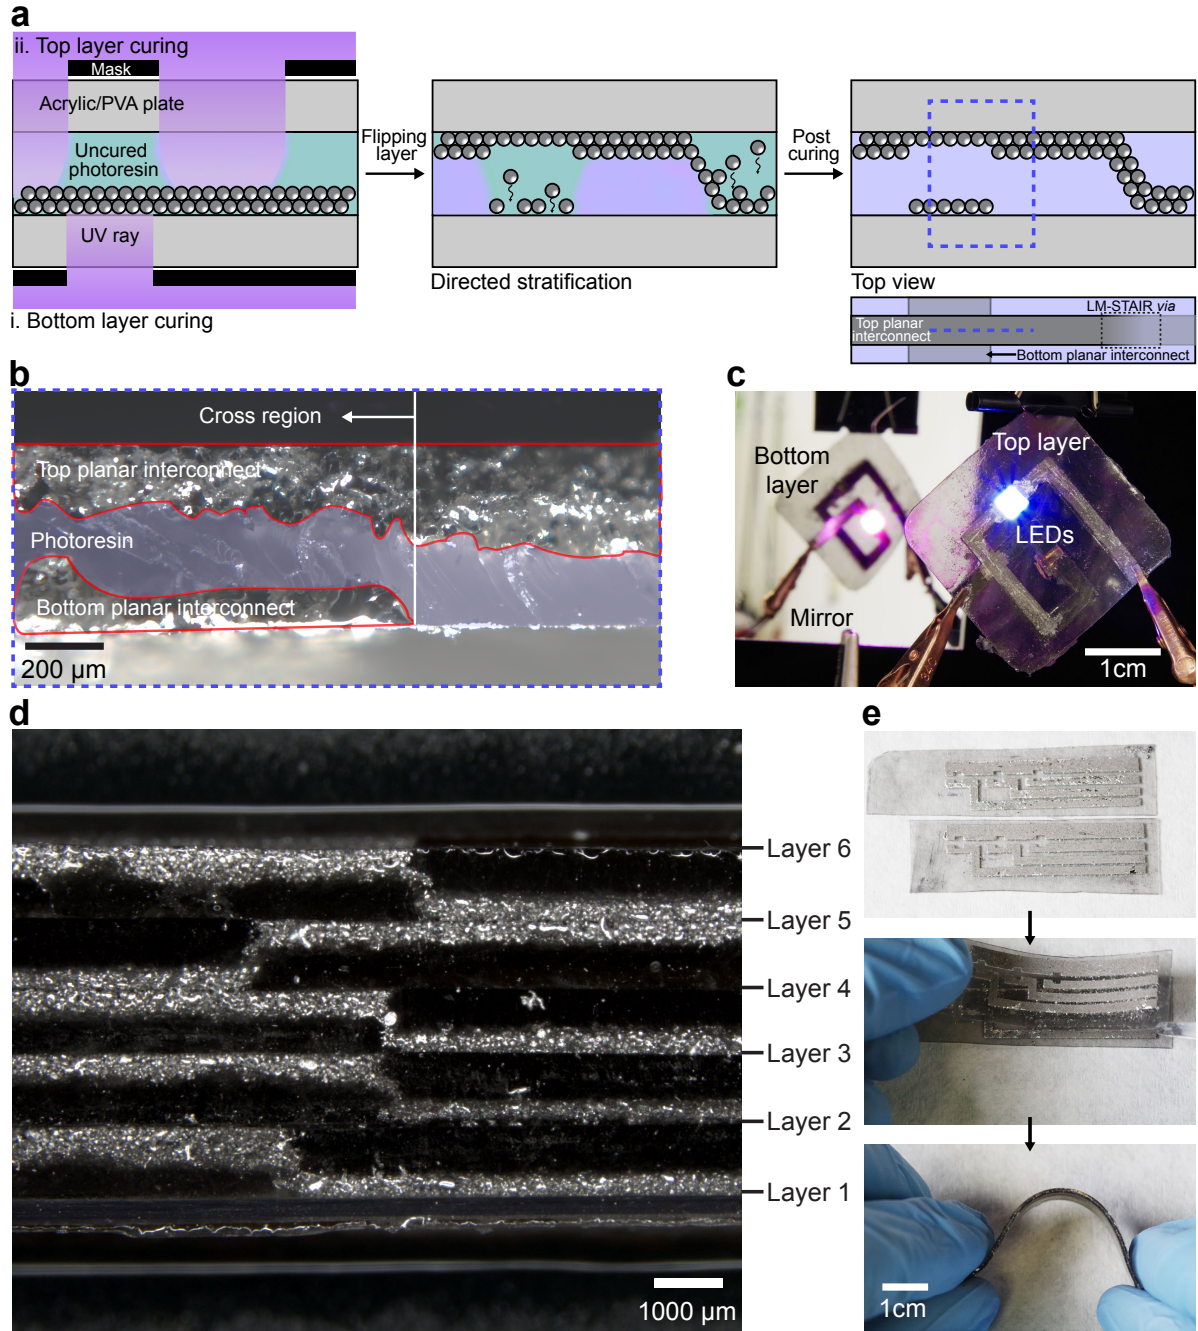 a
ii. Top layer curing
Mask
Acrylic/PVA plate
Uncured
photoresin
UV ray
i. Bottom layer curing
Flipping
layer
Directed stratification
Post
curing
Top view
LM-STAIR via
Top planar
interconnect
Bottom planar interconnect
b
Cross region
Top planar interconnect
Photoresin
Bottom planar interconnect
200 µm
c
Bottom
layer
Top layer
LEDs
Mirror
1cm
d
Layer 6
Layer 5
Layer 4
Layer 3
Layer 2
Layer 1
1000 µm
e
1cm